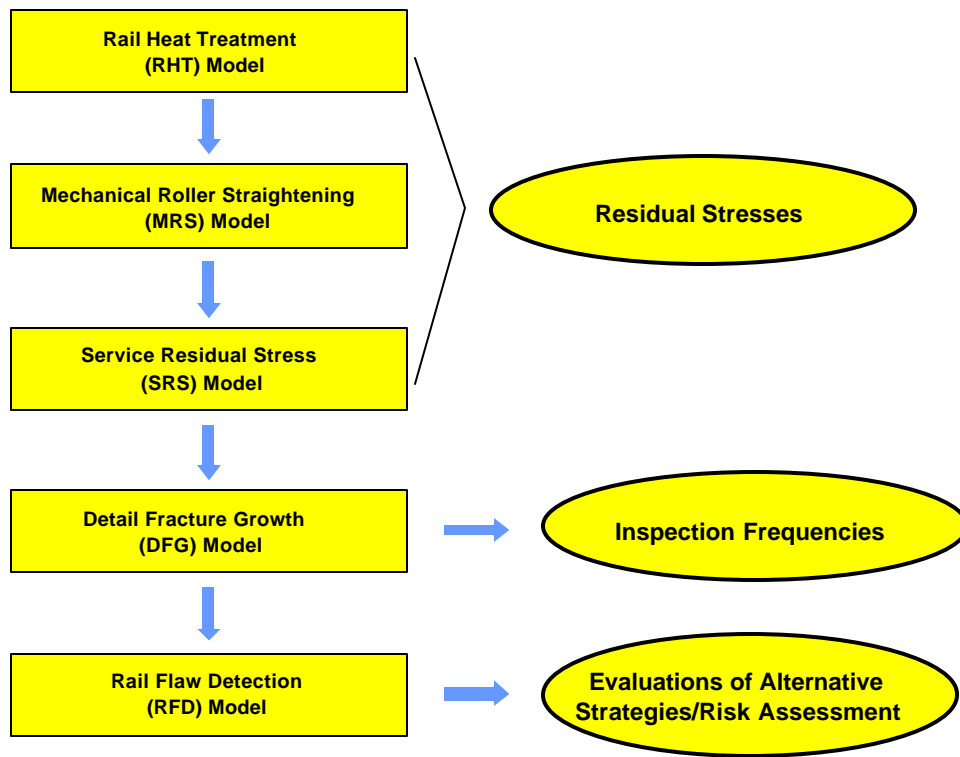 Rail Heat Treatment
(RHT) Model
Mechanical Roller Straightening
(MRS) Model
Residual Stresses
Service Residual Stress
(SRS) Model
Detail Fracture Growth
(DFG) Model
Inspection Frequencies
Rail Flaw Detection
(RFD) Model
Evaluations of Alternative
Strategies/Risk Assessment